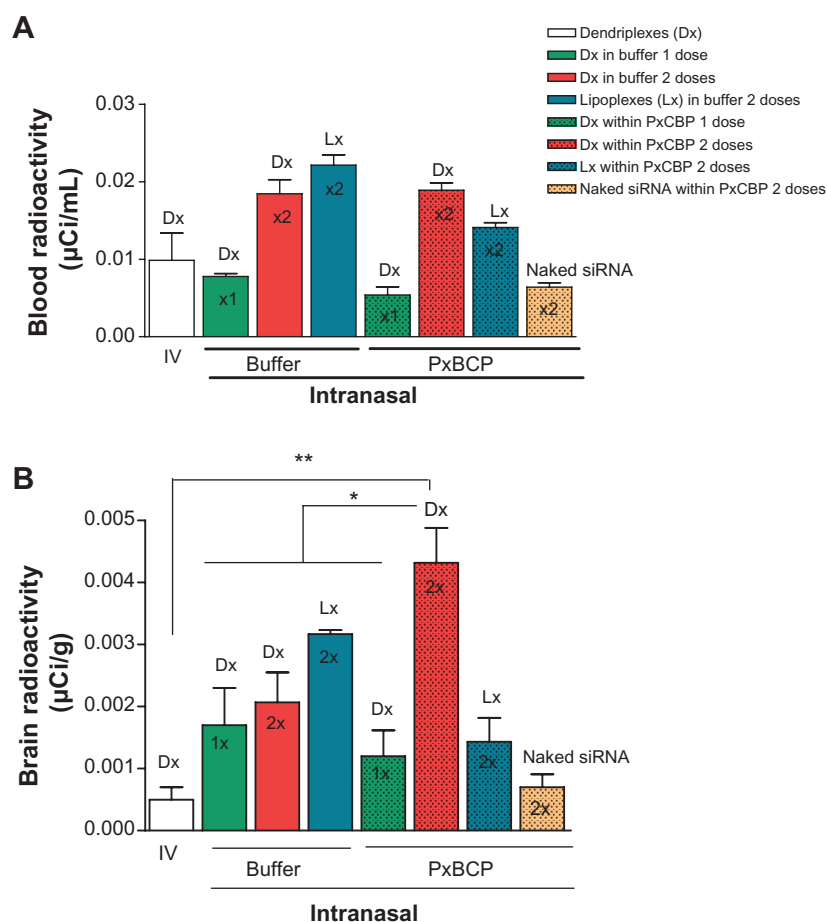 A
Dendriplexes (Dx)
Dx in buffer 1 dose
Dx in buffer 2 doses
Lipoplexes (Lx) in buffer 2 doses
Dx within PxCBP 1 dose
Dx within PxCBP 2 doses
Lx within PxCBP 2 doses
Naked siRNA within PxCBP 2 doses
Blood radioactivity
(µCi/mL)
0.03
0.02
0.01
0.00
Dx
Dx
Dx
Lx
Dx
Dx
Lx
Naked siRNA
x1
x2
x2
x1
x2
x2
x2
IV
Buffer
PxBCP
Intranasal
B
**
*
Brain radioactivity
(µCi/g)
0.005
0.004
0.003
0.002
0.001
0.000
Dx
Dx
Dx
Lx
Dx
Dx
Lx
Naked siRNA
1x
2x
2x
1x
2x
2x
2x
IV
Buffer
PxBCP
Intranasal